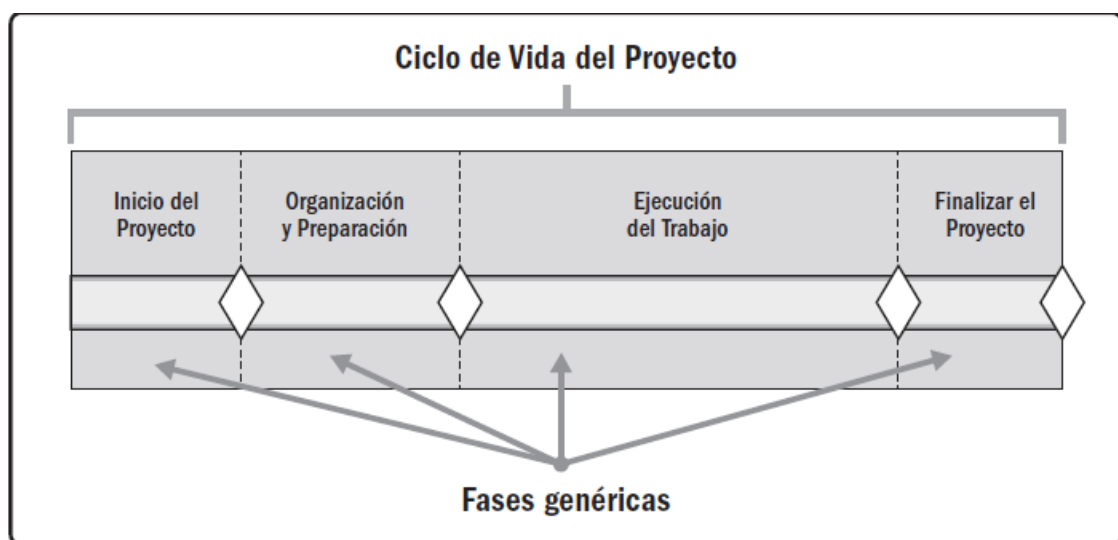 Ciclo de Vida del Proyecto
Inicio del
Proyecto
Organización
y Preparación
Ejecución
del Trabajo
Finalizar el
Proyecto
Fases genéricas